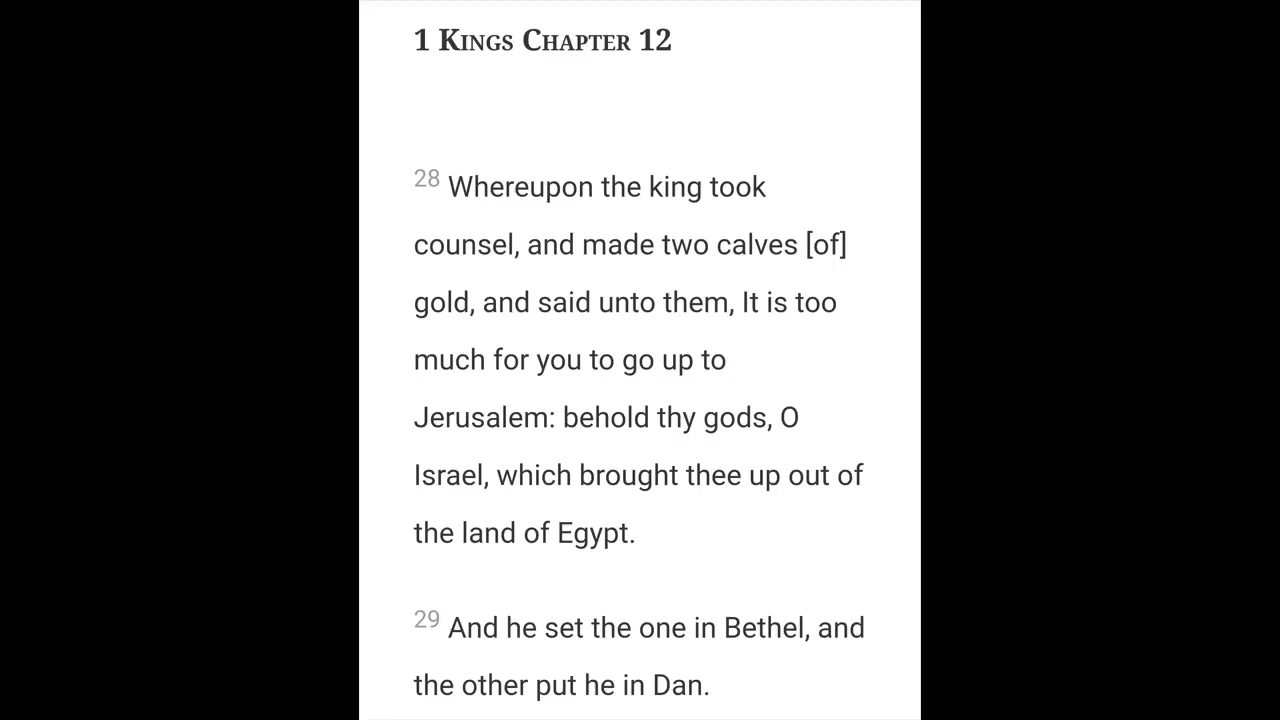 1 Kings Chapter 12
28 Whereupon the king took
counsel, and made two calves [of]
gold, and said unto them, It is too
much for you to go up to
Jerusalem: behold thy gods, O
Israel, which brought thee up out of
the land of Egypt.
29 And he set the one in Bethel, and
the other put he in Dan.